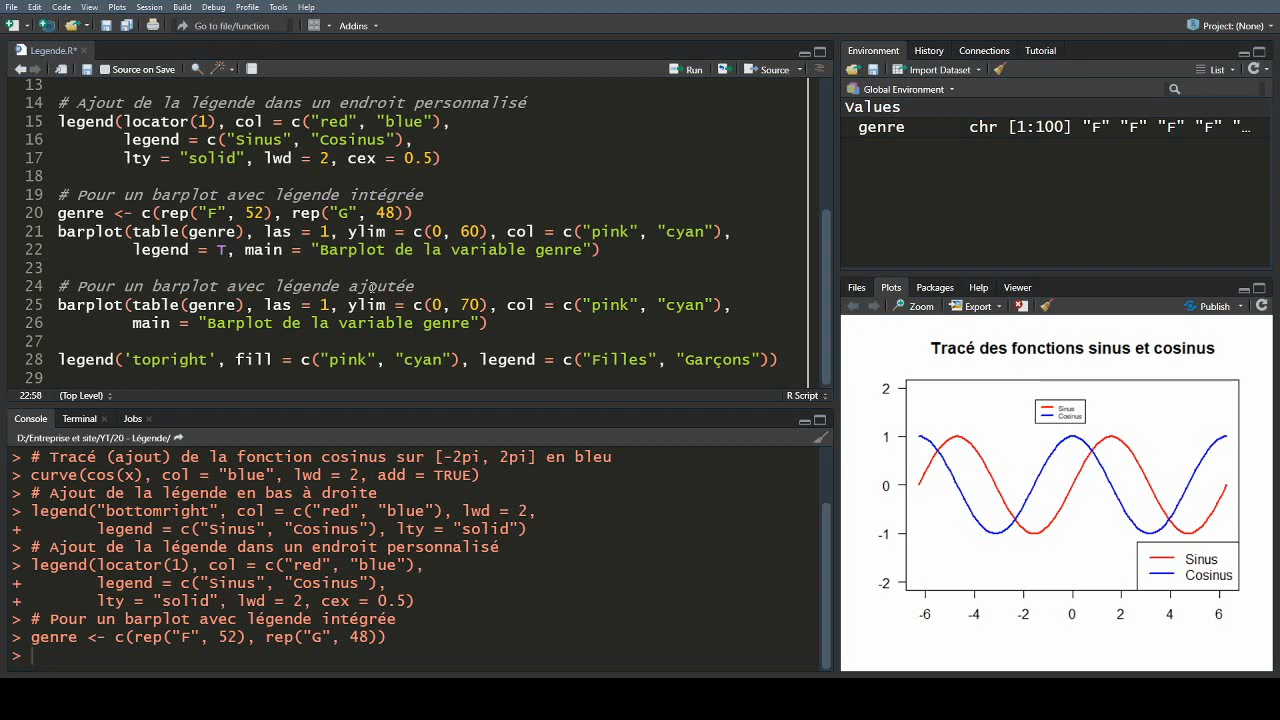 File Edit Code View Plots Session Build Debug Profile Tools Help
Go to file/function Addins Project: (None)
Legende.R*
Source on Save Run Source
13
14 # Ajout de la légende dans un endroit personnalisé
15 legend(locator(1), col = c("red", "blue"),
16 legend = c("Sinus", "Cosinus"),
17 lty = "solid", lwd = 2, cex = 0.5)
18
19 # Pour un barplot avec légende intégrée
20 genre <- c(rep("F", 52), rep("G", 48))
21 barplot(table(genre), las = 1, ylim = c(0, 60), col = c("pink", "cyan"),
22 legend = T, main = "Barplot de la variable genre")
23
24 # Pour un barplot avec légende ajoutée
25 barplot(table(genre), las = 1, ylim = c(0, 70), col = c("pink", "cyan"),
26 main = "Barplot de la variable genre")
27
28 legend('topright', fill = c("pink", "cyan"), legend = c("Filles", "Garçons"))
29
22:58 (Top Level) R Script
Console Terminal Jobs
D:/Entreprise et site/YT/20 - Légende/
> # Tracé (ajout) de la fonction cosinus sur [-2pi, 2pi] en bleu
> curve(cos(x), col = "blue", lwd = 2, add = TRUE)
> # Ajout de la légende en bas à droite
> legend("bottomright", col = c("red", "blue"), lwd = 2,
+ legend = c("Sinus", "Cosinus"), lty = "solid")
> # Ajout de la légende dans un endroit personnalisé
> legend(locator(1), col = c("red", "blue"),
+ legend = c("Sinus", "Cosinus"),
+ lty = "solid", lwd = 2, cex = 0.5)
> # Pour un barplot avec légende intégrée
> genre <- c(rep("F", 52), rep("G", 48))
>
Environment History Connections Tutorial
Import Dataset List
Global Environment
Values
genre chr [1:100] "F" "F" "F" "F" "…
Files Plots Packages Help Viewer
Zoom Export Publish
Tracé des fonctions sinus et cosinus
2
1
0
-1
-2
Sinus
Cosinus
Sinus
Cosinus
-6 -4 -2 0 2 4 6